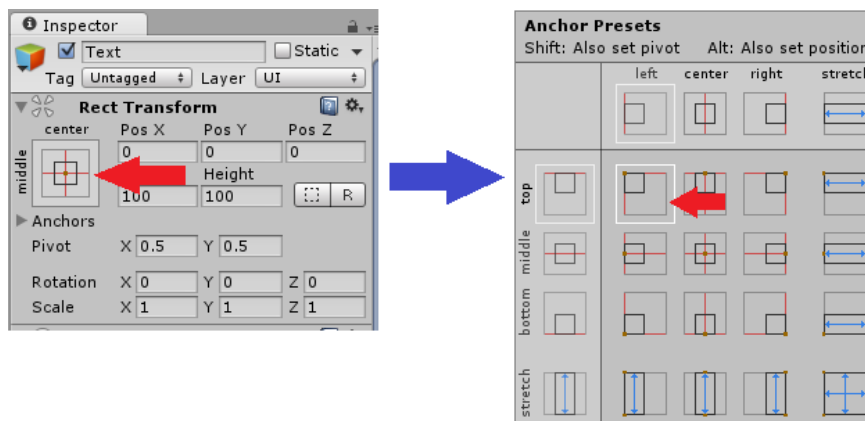 Inspector
Text Static
Tag Untagged Layer UI
Rect Transform
center Pos X Pos Y Pos Z
middle
0 0 0
Height
100 100 R
Anchors
Pivot X 0.5 Y 0.5
Rotation X 0 Y 0 Z 0
Scale X 1 Y 1 Z 1
Anchor Presets
Shift: Also set pivot Alt: Also set position
left center right stretch
top
middle
bottom
stretch